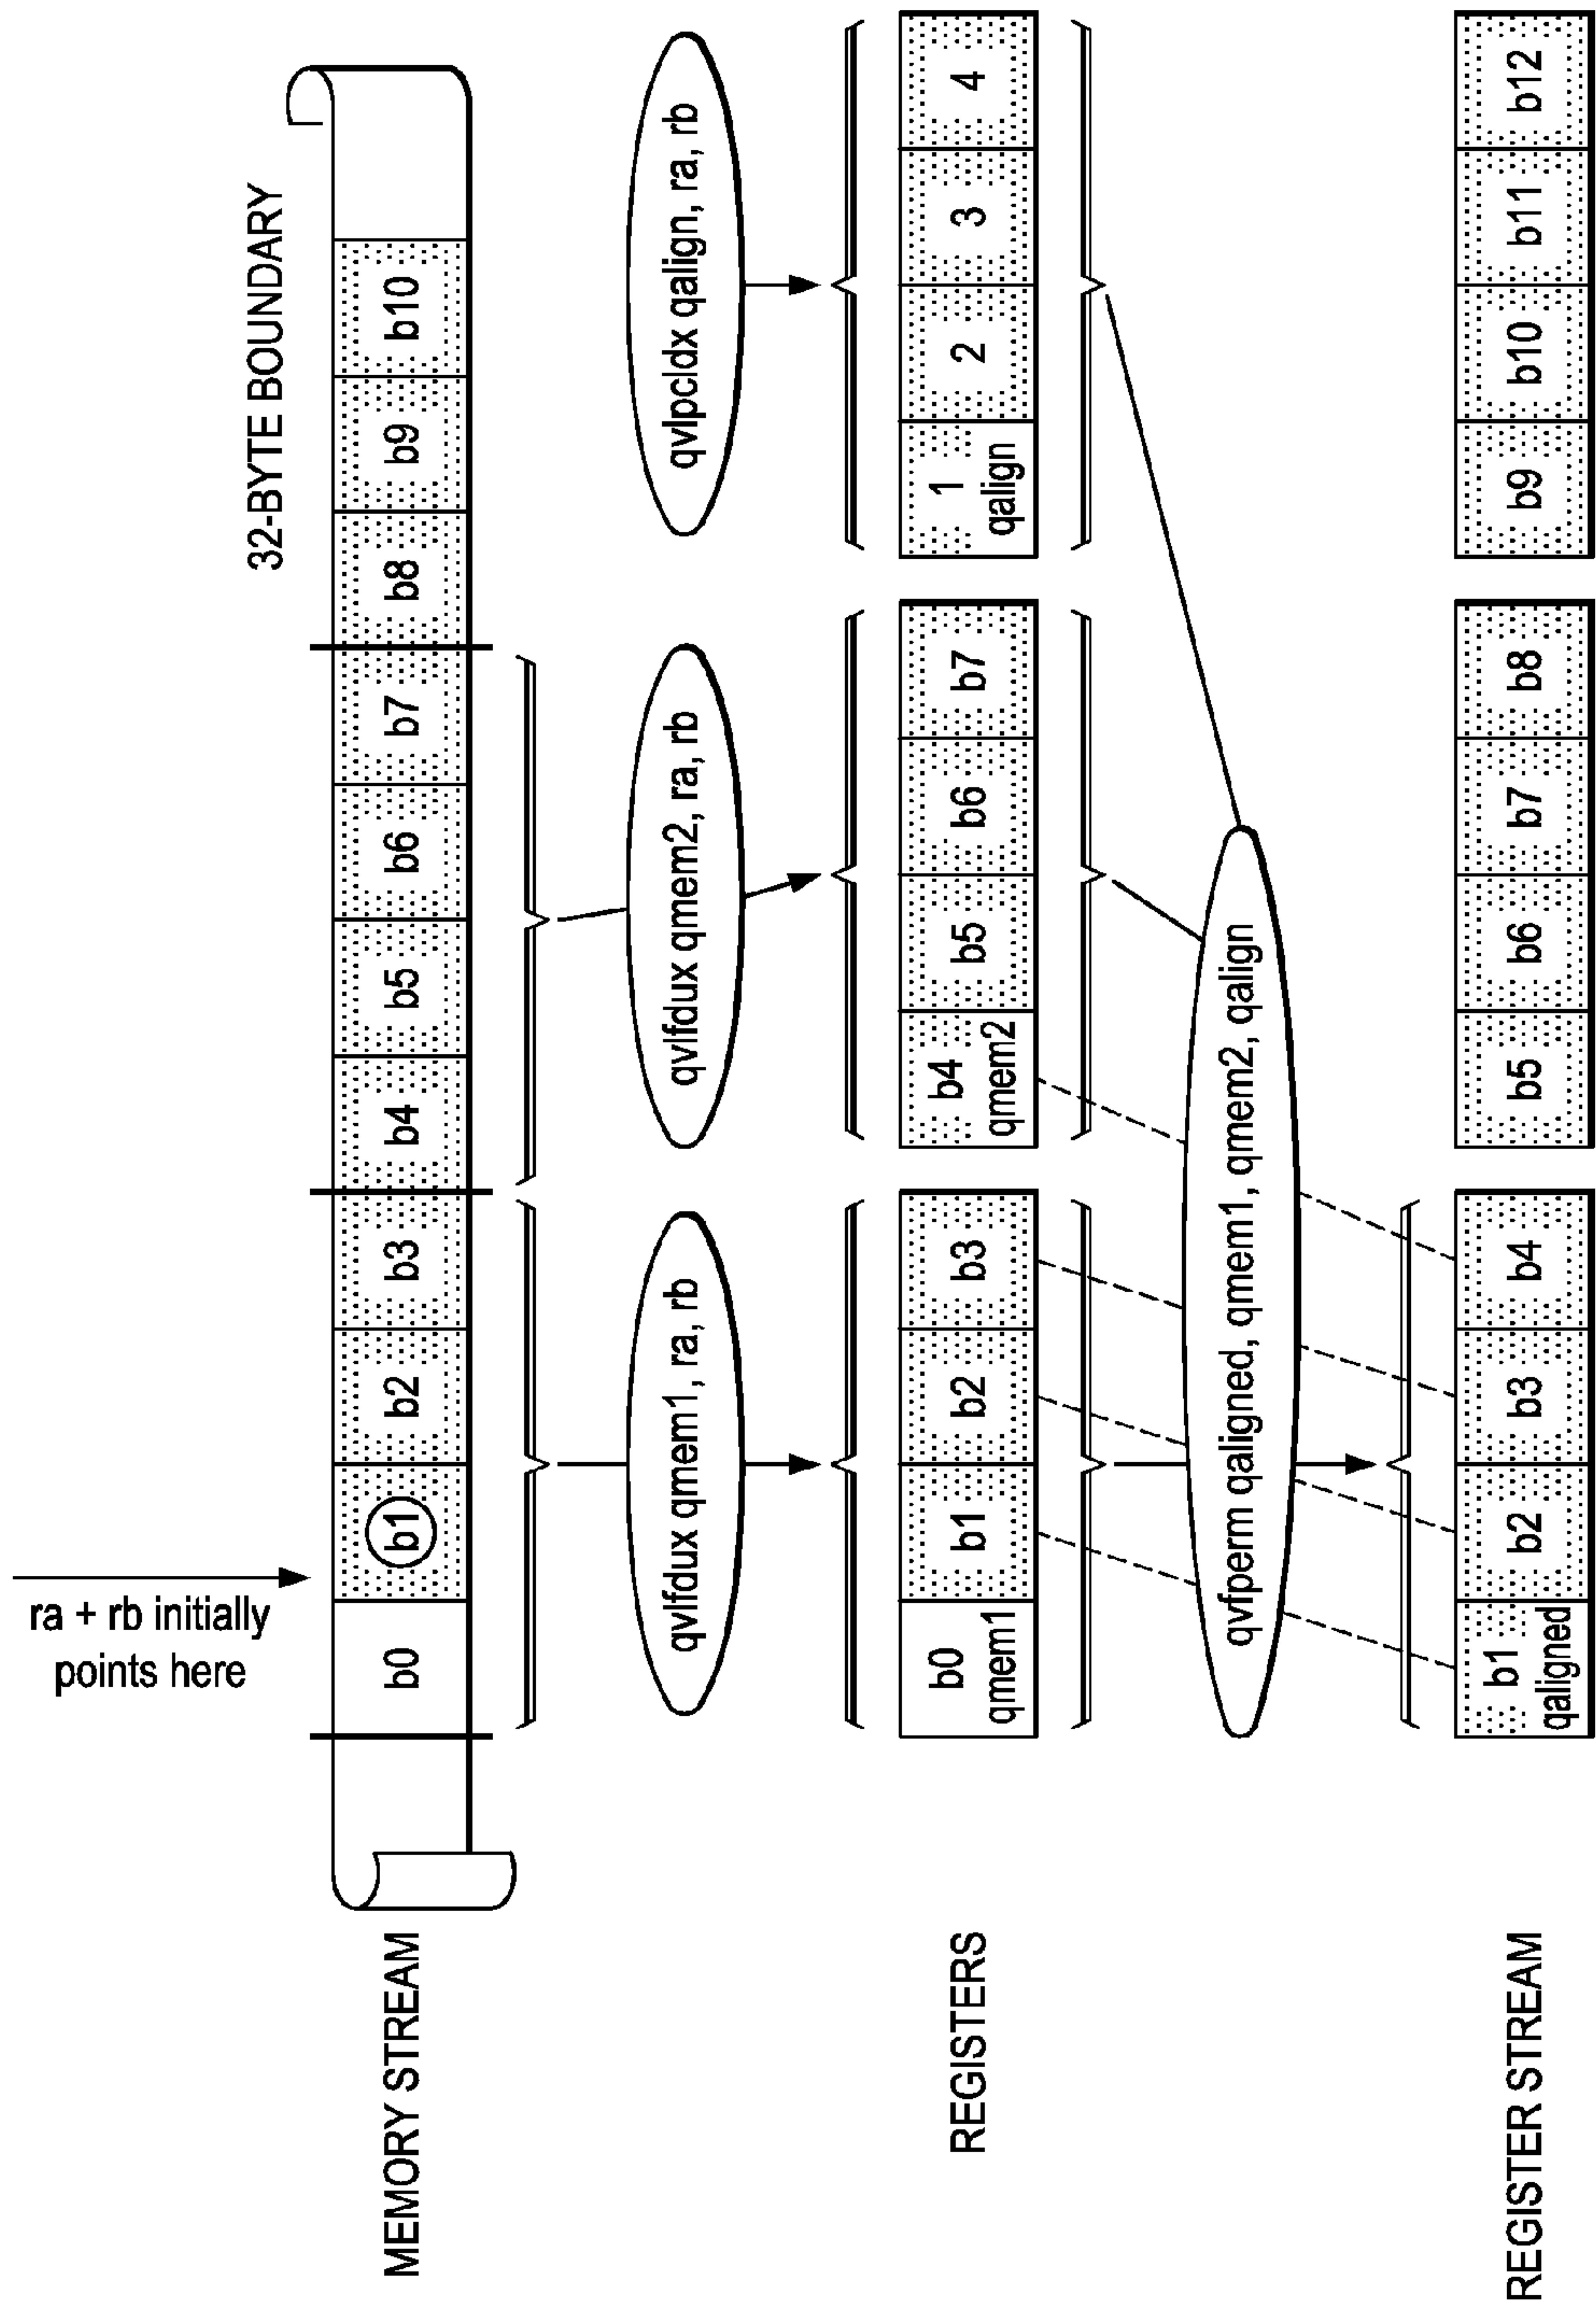 ra + rb initially
points here
32-BYTE BOUNDARY
MEMORY STREAM
b0 b1 b2 b3 b4 b5 b6 b7 b8 b9 b10
qvlfdux qmem1, ra, rb
qvlfdux qmem2, ra, rb
qvlpcldx qalign, ra, rb
REGISTERS
b0 b1 b2 b3
qmem1
b4 b5 b6 b7
qmem2
1 2 3 4
qalign
qvfperm qaligned, qmem1, qmem2, qalign
REGISTER STREAM
b1 b2 b3 b4
qaligned
b5 b6 b7 b8
b9 b10 b11 b12